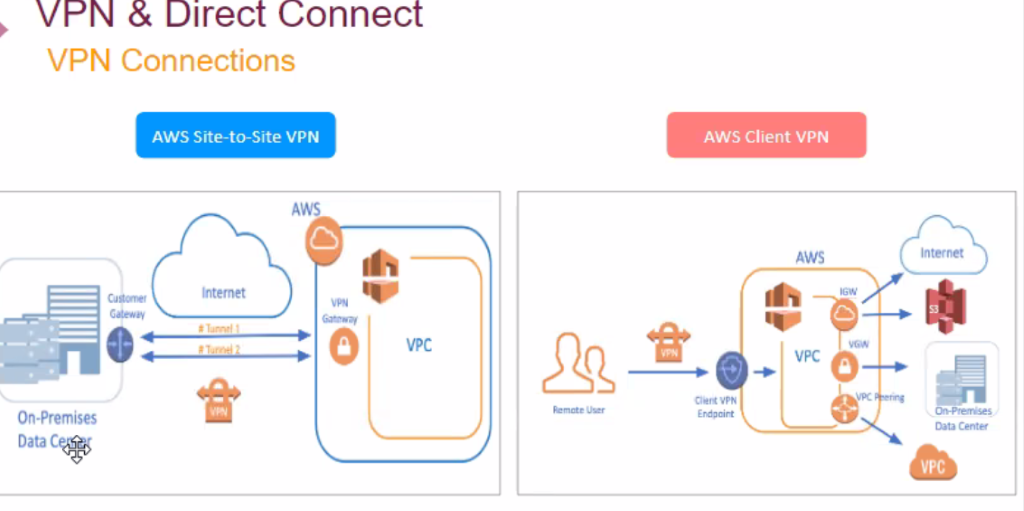 VPN & Direct Connect
VPN Connections
AWS Site-to-Site VPN
AWS Client VPN
AWS
Internet
Customer
Gateway
# Tunnel 1
# Tunnel 2
VPN
VPN
Gateway
VPC
On-Premises
Data Center
AWS
Internet
IGW
S3
VPN
VPC
VGW
Client VPN
Endpoint
VPC Peering
Remote User
On-Premises
Data Center
VPC